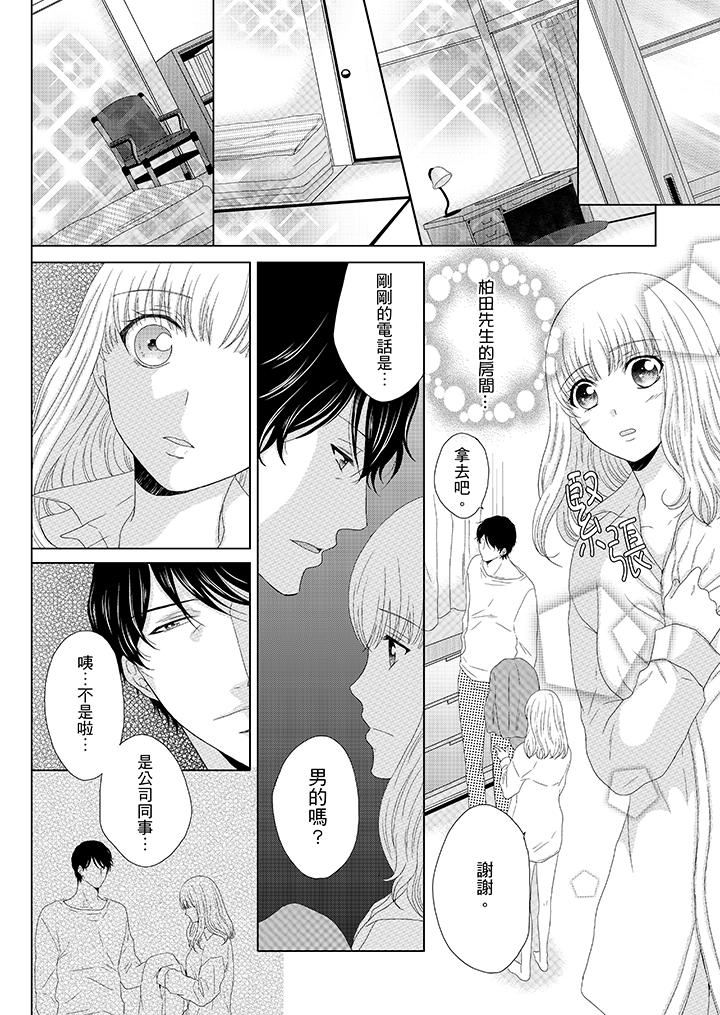 柏田先生的房間…
緊張
拿去吧。
謝謝。
剛剛的電話是…
男的嗎？
咦…不是啦…
是公司同事…